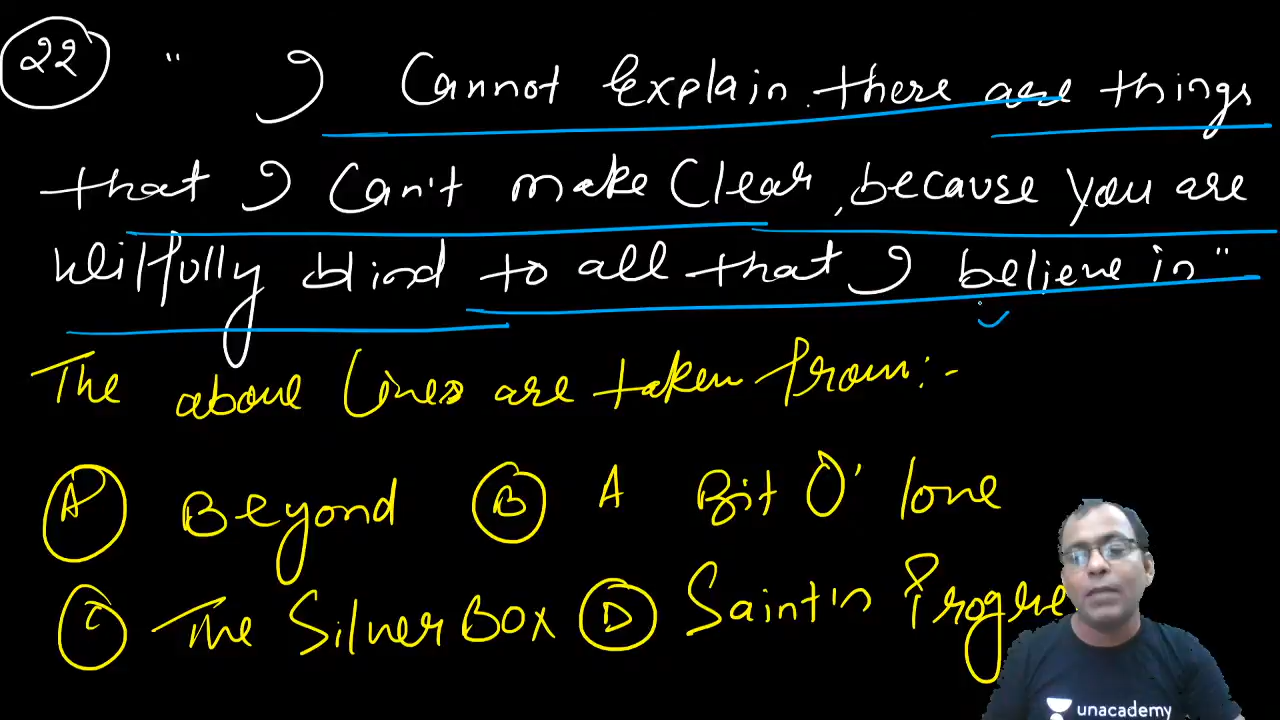 22 " I Cannot Explain. there are things
that I Can't make Clear, because you are
wilfully blind to all that I believe in"
The above lines are taken from:-
A Beyond B A Bit O' love
C The Silver BOX D Saint's Progre
unacademy